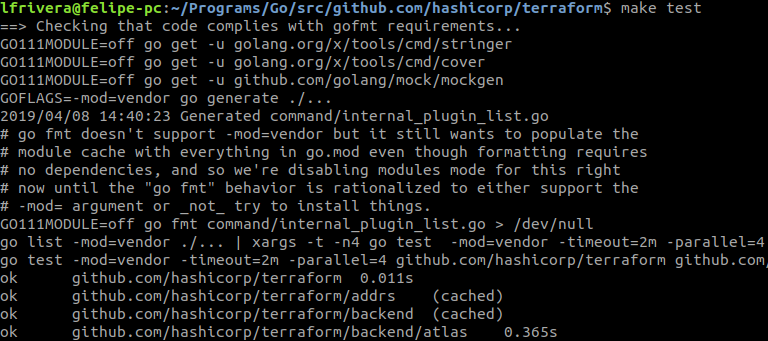 lfrivera@felipe-pc:~/Programs/Go/src/github.com/hashicorp/terraform$ make test
==> Checking that code complies with gofmt requirements...
GO111MODULE=off go get -u golang.org/x/tools/cmd/stringer
GO111MODULE=off go get -u golang.org/x/tools/cmd/cover
GO111MODULE=off go get -u github.com/golang/mock/mockgen
GOFLAGS=-mod=vendor go generate ./...
2019/04/08 14:40:23 Generated command/internal_plugin_list.go
# go fmt doesn't support -mod=vendor but it still wants to populate the
# module cache with everything in go.mod even though formatting requires
# no dependencies, and so we're disabling modules mode for this right
# now until the "go fmt" behavior is rationalized to either support the
# -mod= argument or _not_ try to install things.
GO111MODULE=off go fmt command/internal_plugin_list.go > /dev/null
go list -mod=vendor ./... | xargs -t -n4 go test  -mod=vendor -timeout=2m -parallel=4
go test -mod=vendor -timeout=2m -parallel=4 github.com/hashicorp/terraform github.com/
ok      github.com/hashicorp/terraform  0.011s
ok      github.com/hashicorp/terraform/addrs    (cached)
ok      github.com/hashicorp/terraform/backend  (cached)
ok      github.com/hashicorp/terraform/backend/atlas    0.365s